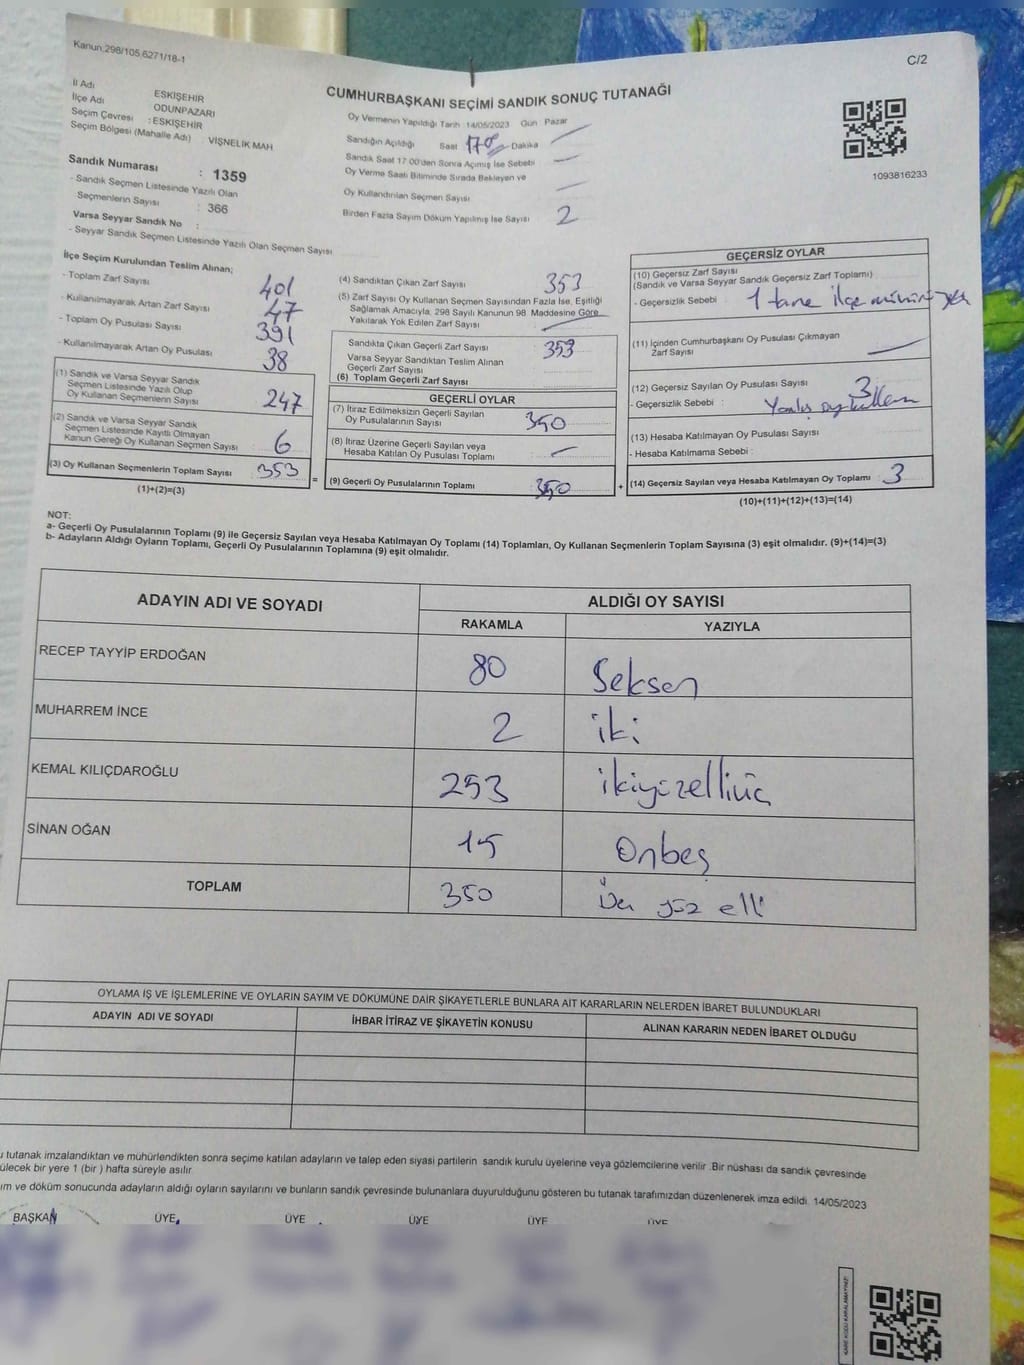 Kanun,298/105,6271/18-1
C/2
İl Adı ESKİŞEHİR
İlçe Adı ODUNPAZARI
Seçim Çevresi : ESKİŞEHİR
Seçim Bölgesi (Mahalle Adı) : VİŞNELİK MAH
Sandık Numarası : 1359
- Sandık Seçmen Listesinde Yazılı Olan
Seçmenlerin Sayısı : 366
Varsa Seyyar Sandık No :
- Seyyar Sandık Seçmen Listesinde Yazılı Olan Seçmen Sayısı
CUMHURBAŞKANI SEÇİMİ SANDIK SONUÇ TUTANAĞI
Oy Vermenin Yapıldığı Tarih 14/05/2023 Gün Pazar
Sandığın Açıldığı Saat Dakika
Sandık Saat 17:00'den Sonra Açımış İse Sebebi
Oy Verme Saati Bitiminde Sırada Bekleyen ve
Oy Kullandırılan Seçmen Sayısı
Birden Fazla Sayım Döküm Yapılmış İse Sayısı 2
1093816233
İlçe Seçim Kurulundan Teslim Alınan;
- Toplam Zarf Sayısı 401
- Kullanılmayarak Artan Zarf Sayısı 47
- Toplam Oy Pusulası Sayısı 391
- Kullanılmayarak Artan Oy Pusulası 38
(1) Sandık ve Varsa Seyyar Sandık
Seçmen Listesinde Yazılı Olup
Oy Kullanan Seçmenlerin Sayısı 247
(2) Sandık ve Varsa Seyyar Sandık
Seçmen Listesinde Kayıtlı Olmayan
Kanun Gereği Oy Kullanan Seçmen Sayısı : 6
(3) Oy Kullanan Seçmenlerin Toplam Sayısı : 353
(1)+(2)=(3)
=
(4) Sandıktan Çıkan Zarf Sayısı 353
(5) Zarf Sayısı Oy Kullanan Seçmen Sayısından Fazla İse, Eşitliği
Sağlamak Amacıyla, 298 Sayılı Kanunun 98. Maddesine Göre
Yakılarak Yok Edilen Zarf Sayısı
Sandıkta Çıkan Geçerli Zarf Sayısı : 353
Varsa Seyyar Sandıktan Teslim Alınan
Geçerli Zarf Sayısı
(6) Toplam Geçerli Zarf Sayısı
GEÇERLİ OYLAR
(7) İtiraz Edilmeksizin Geçerli Sayılan
Oy Pusulalarının Sayısı 350
(8) İtiraz Üzerine Geçerli Sayılan veya
Hesaba Katılan Oy Pusulası Toplamı
(9) Geçerli Oy Pusulalarının Toplamı 350
+
GEÇERSİZ OYLAR
(10) Geçersiz Zarf Sayısı
(Sandık ve Varsa Seyyar Sandık Geçersiz Zarf Toplamı)
- Geçersizlik Sebebi : 1 tane ilçe mührü yok
(11) İçinden Cumhurbaşkanı Oy Pusulası Çıkmayan
Zarf Sayısı
(12) Geçersiz Sayılan Oy Pusulası Sayısı 3
- Geçersizlik Sebebi : Yanlış oy
(13) Hesaba Katılmayan Oy Pusulası Sayısı
- Hesaba Katılmama Sebebi :
(14) Geçersiz Sayılan veya Hesaba Katılmayan Oy Toplamı : 3
(10)+(11)+(12)+(13)=(14)
NOT:
a- Geçerli Oy Pusulalarının Toplamı (9) ile Geçersiz Sayılan veya Hesaba Katılmayan Oy Toplamı (14) Toplamları, Oy Kullanan Seçmenlerin Toplam Sayısına (3) eşit olmalıdır. (9)+(14)=(3)
b- Adayların Aldığı Oyların Toplamı, Geçerli Oy Pusulalarının Toplamına (9) eşit olmalıdır.
ADAYIN ADI VE SOYADI ALDIĞI OY SAYISI
RAKAMLA YAZIYLA
RECEP TAYYİP ERDOĞAN 80 Seksen
MUHARREM İNCE 2 iki
KEMAL KILIÇDAROĞLU 253 ikiyüzelliüç
SİNAN OĞAN 15 Onbeş
TOPLAM 350 Üç yüz elli
OYLAMA İŞ VE İŞLEMLERİNE VE OYLARIN SAYIM VE DÖKÜMÜNE DAİR ŞİKAYETLERLE BUNLARA AİT KARARLARIN NELERDEN İBARET BULUNDUKLARI
ADAYIN ADI VE SOYADI İHBAR İTİRAZ VE ŞİKAYETİN KONUSU ALINAN KARARIN NEDEN İBARET OLDUĞU
u tutanak imzalandıktan ve mühürlendikten sonra seçime katılan adayların ve talep eden siyasi partilerin sandık kurulu üyelerine veya gözlemcilerine verilir. Bir nüshası da sandık çevresinde
ülecek bir yere 1 (bir ) hafta süreyle asılır.
ım ve döküm sonucunda adayların aldığı oyların sayılarını ve bunların sandık çevresinde bulunanlara duyurulduğunu gösteren bu tutanak tarafımızdan düzenlenerek imza edildi. 14/05/2023
BAŞKAN ÜYE ÜYE ÜYE ÜYE ÜYE
KARE KODU KARALAMAYINIZ!